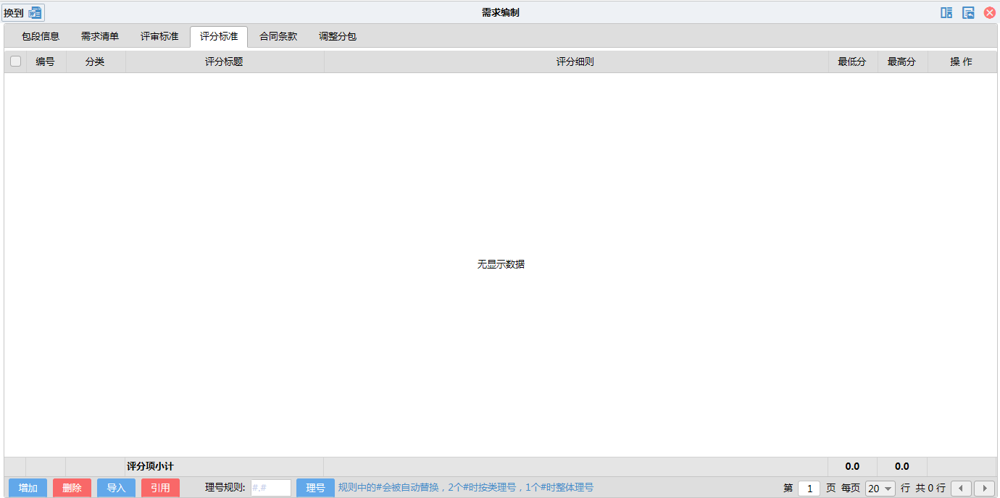 换到 需求编制
包段信息 需求清单 评审标准 评分标准 合同条款 调整分包
编号 分类 评分标题 评分细则 最低分 最高分 操 作
无显示数据
评分项小计 0.0 0.0
增加 删除 导入 引用 理号规则: #.# 理号 规则中的#会被自动替换，2个#时按类理号，1个#时整体理号 第 1 页 每页 20 行 共 0 行